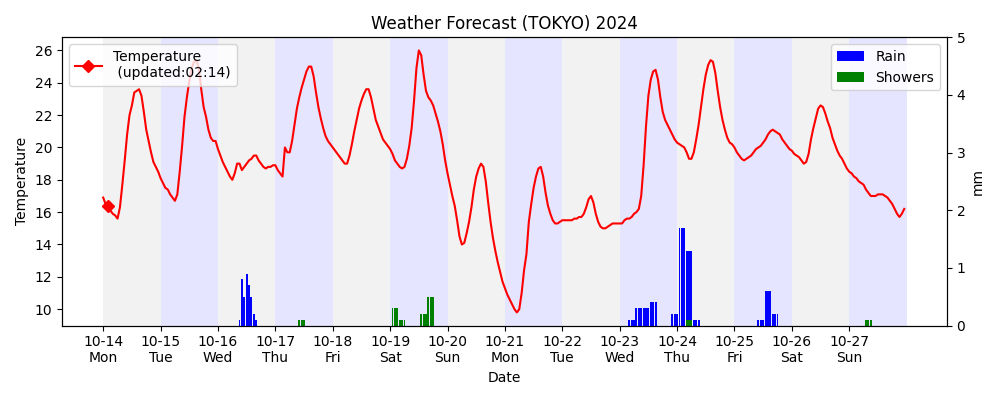 Weather Forecast (TOKYO) 2024
Temperature
(updated:02:14)
Rain
Showers
Temperature
26
24
22
20
18
16
14
12
10
5
4
3
2
1
0
mm
10-14 10-15 10-16 10-17 10-18 10-19 10-20 10-21 10-22 10-23 10-24 10-25 10-26 10-27
Mon Tue Wed Thu Fri Sat Sun Mon Tue Wed Thu Fri Sat Sun
Date